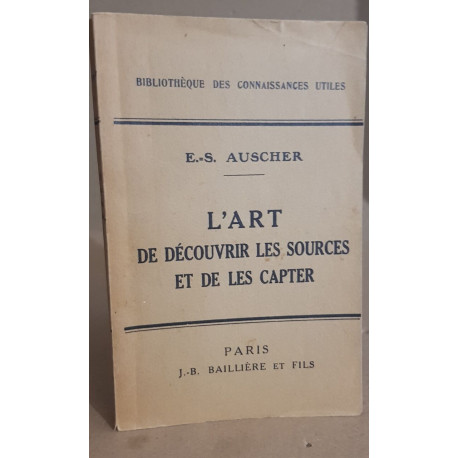 BIBLIOTHÈQUE DES CONNAISSANCES UTILES
E.-S. AUSCHER
L'ART
DE DÉCOUVRIR LES SOURCES
ET DE LES CAPTER
PARIS
J.-B. BAILLIÈRE ET FILS